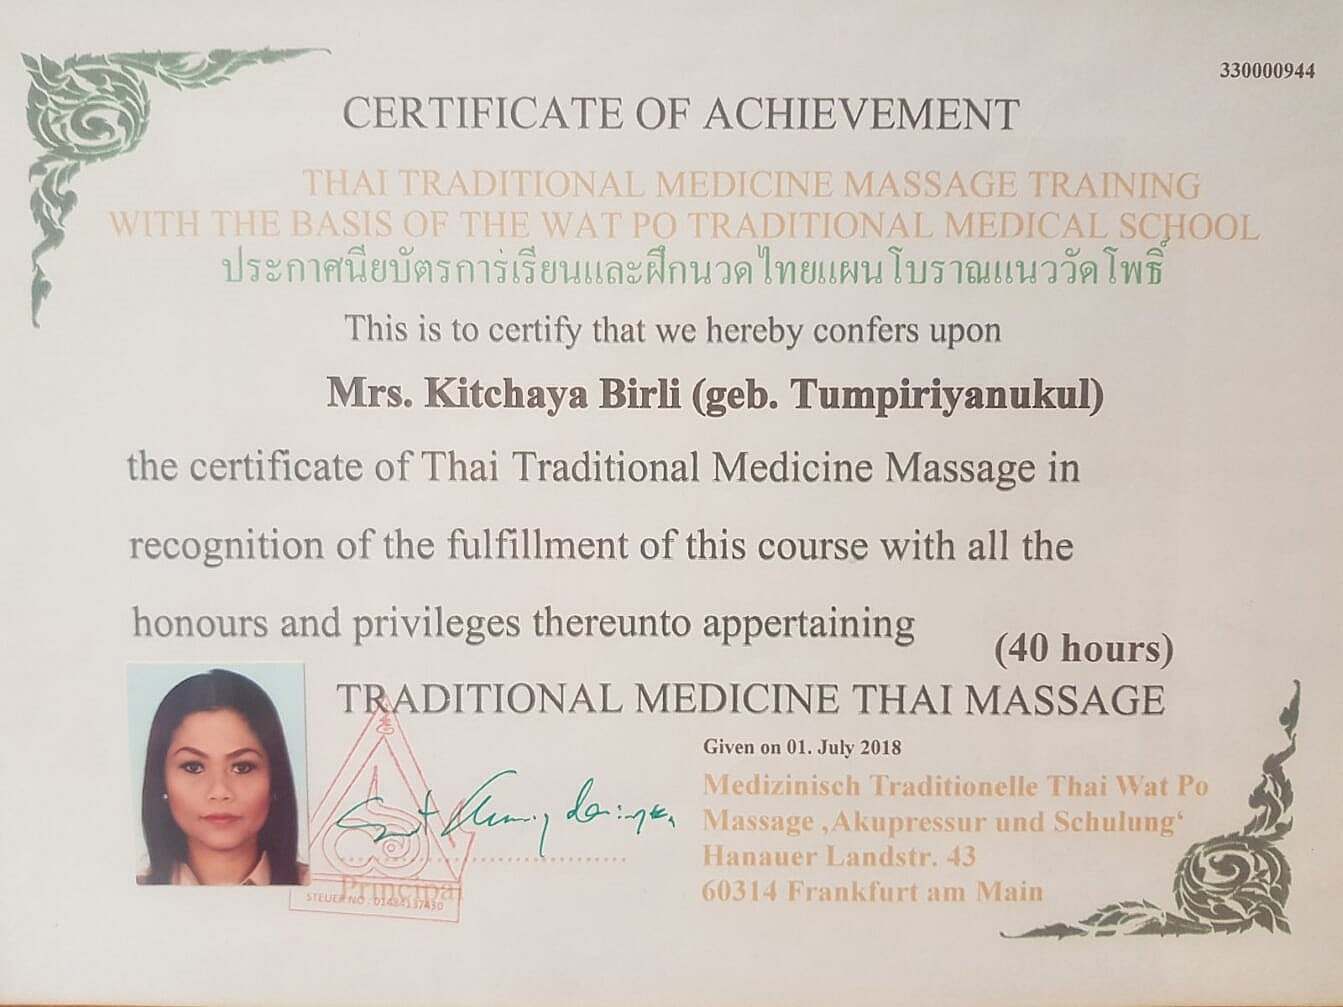 330000944
CERTIFICATE OF ACHIEVEMENT
THAI TRADITIONAL MEDICINE MASSAGE TRAINING
WITH THE BASIS OF THE WAT PO TRADITIONAL MEDICAL SCHOOL
ประกาศนียบัตรการเรียนและฝึกนวดไทยแผนโบราณแนววัดโพธิ์
This is to certify that we hereby confers upon
Mrs. Kitchaya Birli (geb. Tumpiriyanukul)
the certificate of Thai Traditional Medicine Massage in
recognition of the fulfillment of this course with all the
honours and privileges thereunto appertaining
(40 hours)
TRADITIONAL MEDICINE THAI MASSAGE
Given on 01. July 2018
Medizinisch Traditionelle Thai Wat Po
Massage ,Akupressur und Schulung‘
Hanauer Landstr. 43
60314 Frankfurt am Main
Principal
STEUER NO.